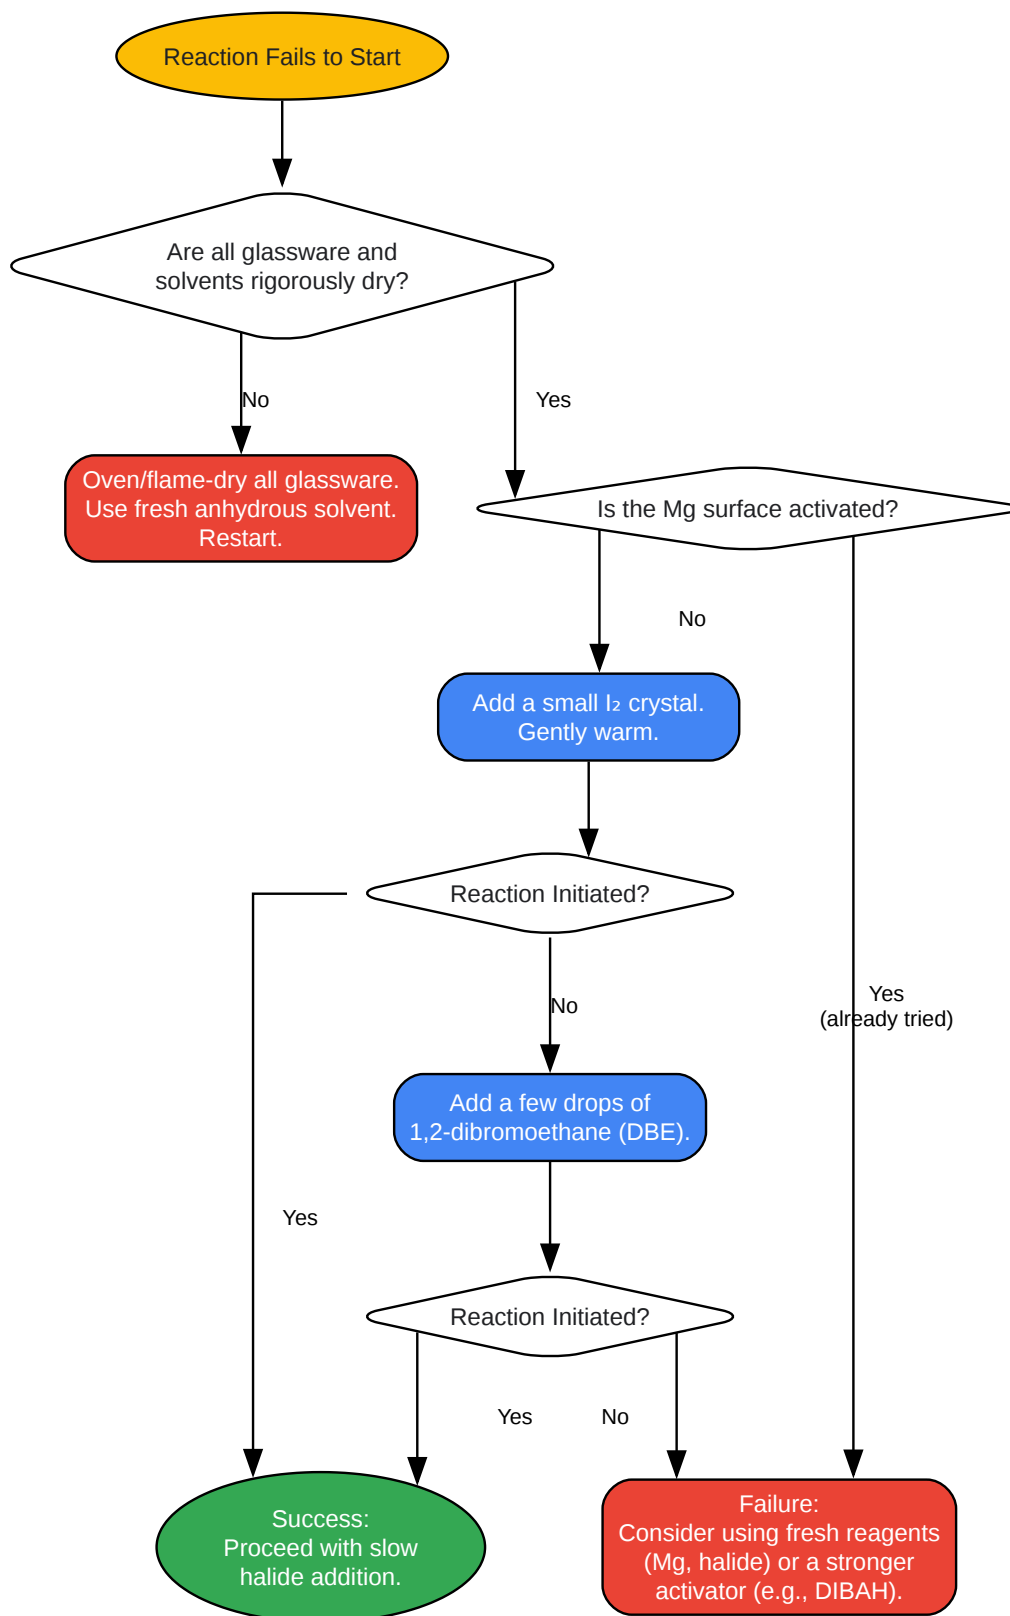 Reaction Fails to Start
Are all glassware and
solvents rigorously dry?
No
Yes
Oven/flame-dry all glassware.
Use fresh anhydrous solvent.
Restart.
Is the Mg surface activated?
No
Add a small I₂ crystal.
Gently warm.
Reaction Initiated?
No
Yes
(already tried)
Add a few drops of
1,2-dibromoethane (DBE).
Yes
Reaction Initiated?
Yes
No
Success:
Proceed with slow
halide addition.
Failure:
Consider using fresh reagents
(Mg, halide) or a stronger
activator (e.g., DIBAH).